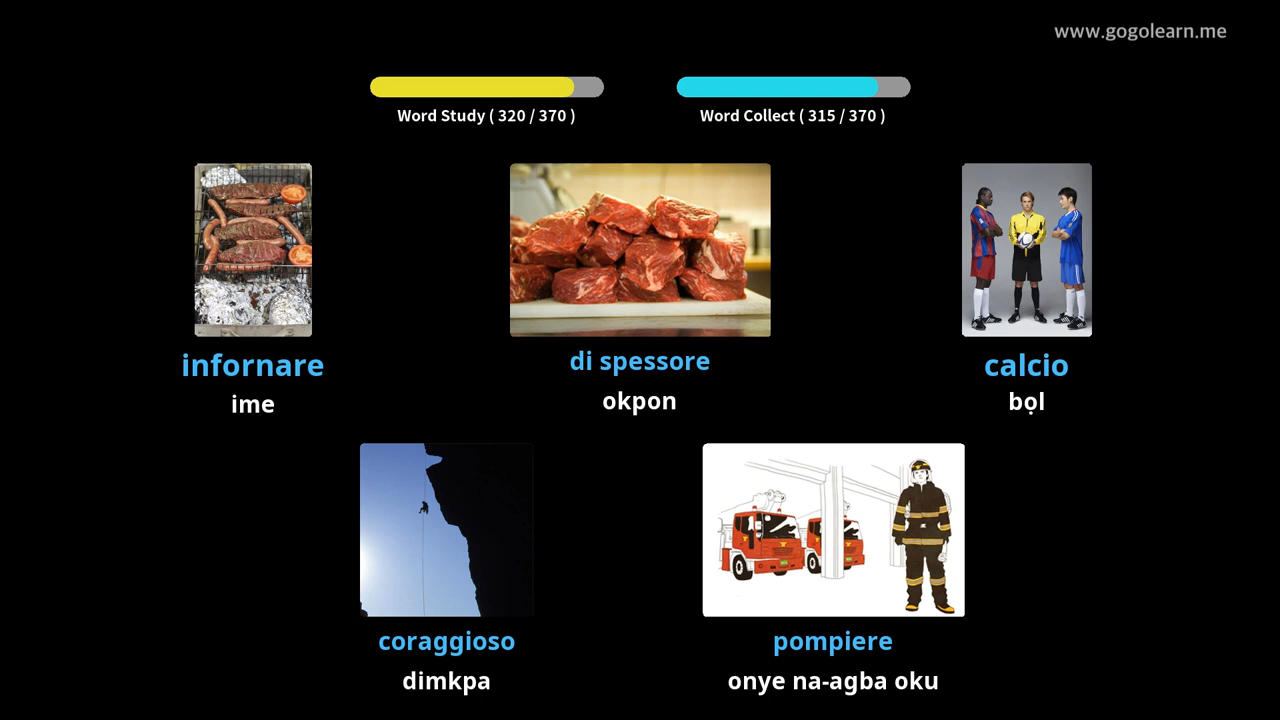 www.gogolearn.me
Word Study ( 320 / 370 )
Word Collect ( 315 / 370 )
infornare
ime
di spessore
okpon
calcio
bọl
coraggioso
dimkpa
pompiere
onye na-agba oku